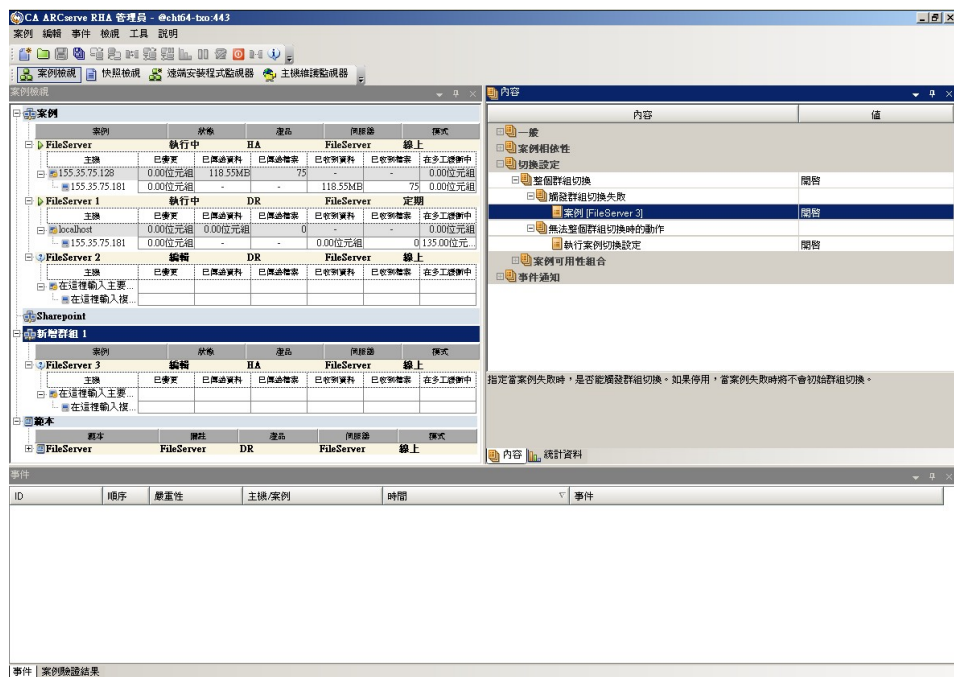 CA ARCserve RHA 管理員 - @cht64-txo:443
案例 編輯 事件 檢視 工具 說明
案例檢視 快照檢視 遠端安裝程式監視器 主機維護監視器
案例檢視
案例
案例 狀態 產品 伺服器 模式
FileServer 執行中 HA FileServer 線上
主機 已變更 已傳送資料 已傳送檔案 已收到資料 已收到檔案 在多工緩衝中
155.35.75.128 0.00位元組 118.55MB 75 - - 0.00位元組
155.35.75.181 0.00位元組 - - 118.55MB 75 0.00位元組
FileServer 1 執行中 DR FileServer 定期
主機 已變更 已傳送資料 已傳送檔案 已收到資料 已收到檔案 在多工緩衝中
localhost 0.00位元組 0.00位元組 0 - - 0.00位元組
155.35.75.181 0.00位元組 - - 0.00位元組 0 135.00位元...
FileServer 2 編輯 DR FileServer 線上
主機 已變更 已傳送資料 已傳送檔案 已收到資料 已收到檔案 在多工緩衝中
在這裡輸入主要...
在這裡輸入複...
Sharepoint
新增群組 1
案例 狀態 產品 伺服器 模式
FileServer 3 編輯 HA FileServer 線上
主機 已變更 已傳送資料 已傳送檔案 已收到資料 已收到檔案 在多工緩衝中
在這裡輸入主要...
在這裡輸入複...
範本
範本 備註 產品 伺服器 模式
FileServer FileServer DR FileServer 線上
內容
內容 值
一般
案例相依性
切換設定
整個群組切換 開啓
觸發群組切換失敗
案例 [FileServer 3] 開啓
無法整個群組切換時的動作
執行案例切換設定 開啓
案例可用性組合
事件通知
指定當案例失敗時，是否能觸發群組切換。如果停用，當案例失敗時將不會初始群組切換。
內容 統計資料
事件
ID 順序 嚴重性 主機/案例 時間 事件
事件 案例驗證結果